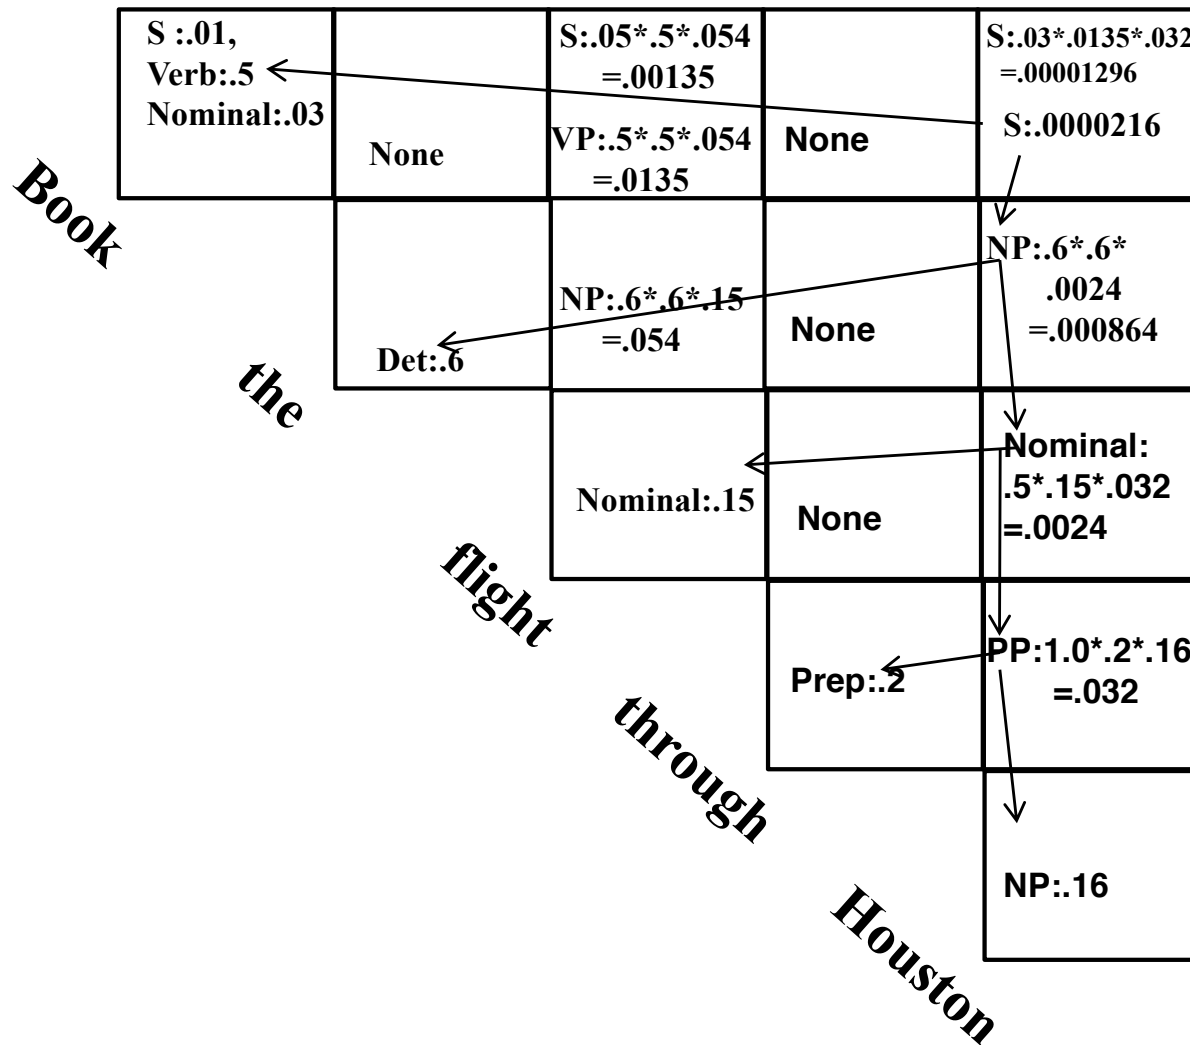 S :.01,
Verb:.5
Nominal:.03
None
S:.05*.5*.054
=.00135
VP:.5*.5*.054
=.0135
None
S:.03*.0135*.032
=.00001296
S:.0000216
Book
Det:.6
NP:.6*.6*.15
=.054
None
NP:.6*.6*
.0024
=.000864
the
Nominal:.15
None
Nominal:
.5*.15*.032
=.0024
flight
Prep:.2
PP:1.0*.2*.16
=.032
through
NP:.16
Houston